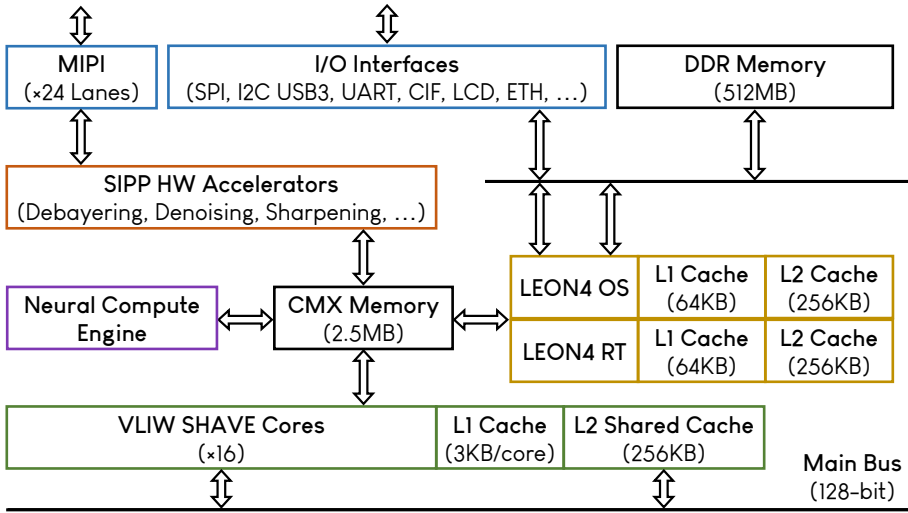 MIPI
(×24 Lanes)
I/O Interfaces
(SPI, I2C USB3, UART, CIF, LCD, ETH, ...)
DDR Memory
(512MB)
SIPP HW Accelerators
(Debayering, Denoising, Sharpening, ...)
Neural Compute
Engine
CMX Memory
(2.5MB)
LEON4 OS
L1 Cache
(64KB)
L2 Cache
(256KB)
LEON4 RT
L1 Cache
(64KB)
L2 Cache
(256KB)
VLIW SHAVE Cores
(×16)
L1 Cache
(3KB/core)
L2 Shared Cache
(256KB)
Main Bus
(128-bit)